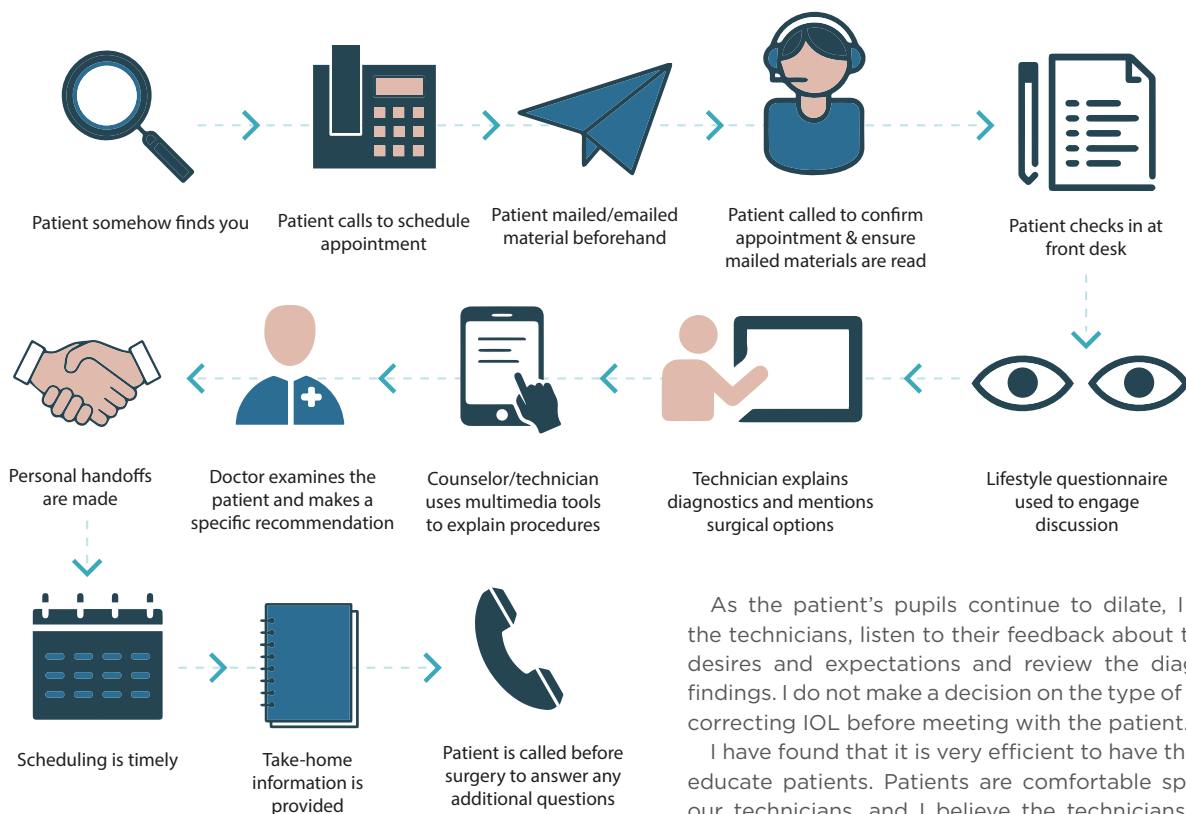 Patient somehow finds you
Patient calls to schedule
appointment
Patient mailed/emailed
material beforehand
Patient called to confirm
appointment & ensure
mailed materials are read
Patient checks in at
front desk
Lifestyle questionnaire
used to engage
discussion
Technician explains
diagnostics and mentions
surgical options
Counselor/technician
uses multimedia tools
to explain procedures
Doctor examines the
patient and makes a
specific recommendation
Personal handoffs
are made
Scheduling is timely
Take-home
information is
provided
Patient is called before
surgery to answer any
additional questions
As the patient’s pupils continue to dilate, I
the technicians, listen to their feedback about
desires and expectations and review the
findings. I do not make a decision on the type of
correcting IOL before meeting with the patient.
I have found that it is very efficient to have
educate patients. Patients are comfortable
our technicians, and I believe the technicians